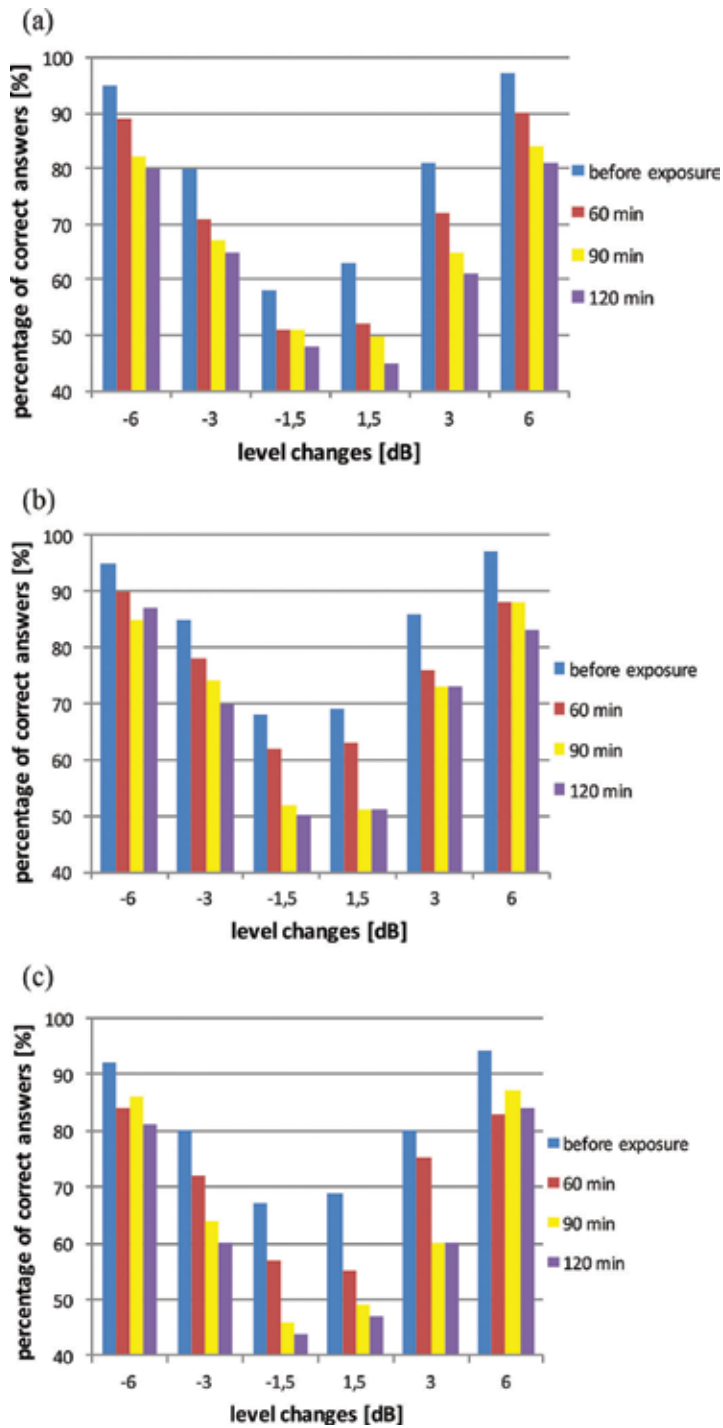 (a)
percentage of correct answers [%]
100
90
80
70
60
50
40
-6 -3 -1,5 1,5 3 6
level changes [dB]
before exposure
60 min
90 min
120 min
(b)
percentage of correct answers [%]
100
90
80
70
60
50
40
-6 -3 -1,5 1,5 3 6
level changes [dB]
before exposure
60 min
90 min
120 min
(c)
percentage of correct answers [%]
100
90
80
70
60
50
40
-6 -3 -1,5 1,5 3 6
level changes [dB]
before exposure
60 min
90 min
120 min